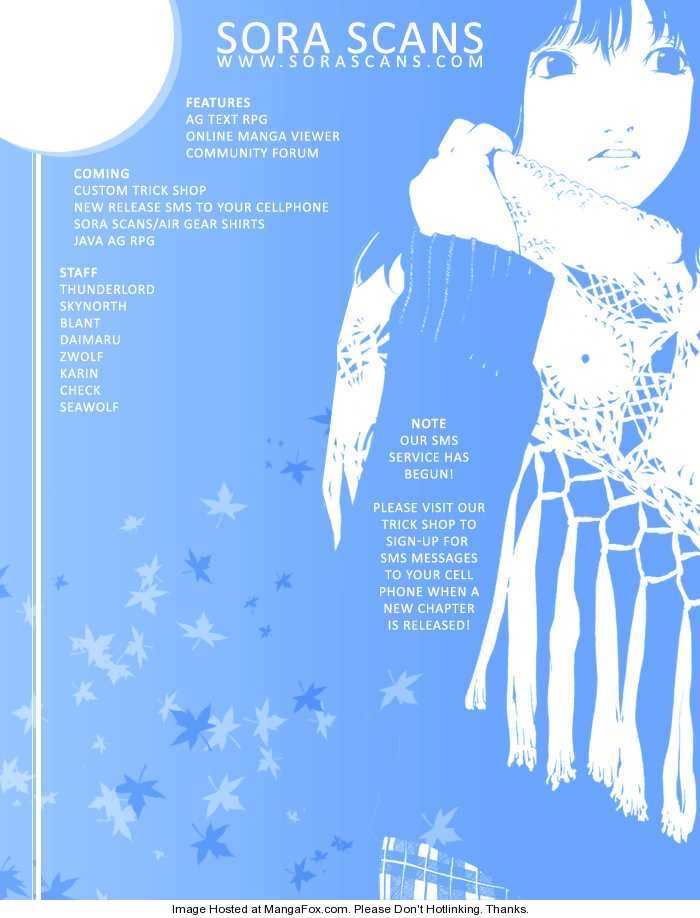 SORA SCANS
WWW.SORASCANS.COM
FEATURES
AG TEXT RPG
ONLINE MANGA VIEWER
COMMUNITY FORUM
COMING
CUSTOM TRICK SHOP
NEW RELEASE SMS TO YOUR CELLPHONE
SORA SCANS/AIR GEAR SHIRTS
JAVA AG RPG
STAFF
THUNDERLORD
SKYNORTH
BLANT
DAIMARU
ZWOLF
KARIN
CHECK
SEAWOLF
NOTE
OUR SMS
SERVICE HAS
BEGUN!
PLEASE VISIT OUR
TRICK SHOP TO
SIGN-UP FOR
SMS MESSAGES
TO YOUR CELL
PHONE WHEN A
NEW CHAPTER
IS RELEASED!
Image Hosted at MangaFox.com. Please Don't Hotlinking. Thanks.